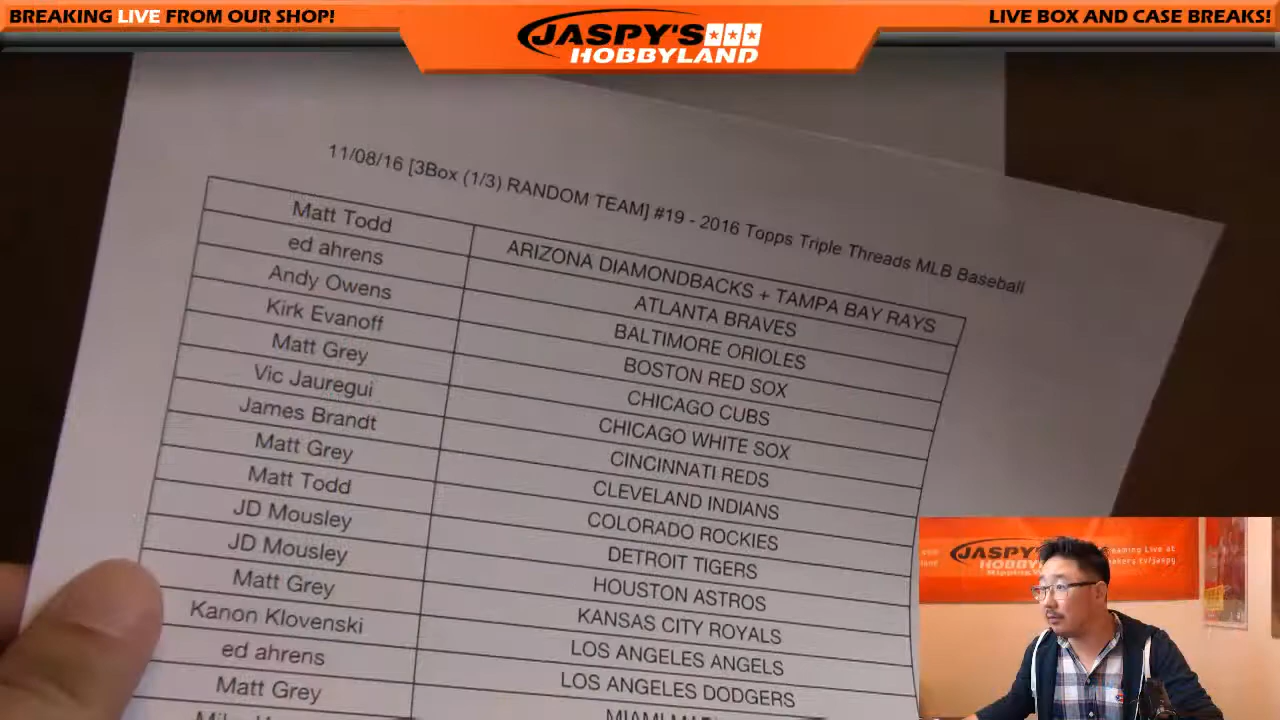 BREAKING LIVE FROM OUR SHOP!
JASPY'S
HOBBYLAND
LIVE BOX AND CASE BREAKS!
11/08/16 [3Box (1/3) RANDOM TEAM] #19 - 2016 Topps Triple Threads MLB Baseball
Matt Todd ARIZONA DIAMONDBACKS + TAMPA BAY RAYS
ed ahrens ATLANTA BRAVES
Andy Owens BALTIMORE ORIOLES
Kirk Evanoff BOSTON RED SOX
Matt Grey CHICAGO CUBS
Vic Jauregui CHICAGO WHITE SOX
James Brandt CINCINNATI REDS
Matt Grey CLEVELAND INDIANS
Matt Todd COLORADO ROCKIES
JD Mousley DETROIT TIGERS
JD Mousley HOUSTON ASTROS
Matt Grey KANSAS CITY ROYALS
Kanon Klovenski LOS ANGELES ANGELS
ed ahrens LOS ANGELES DODGERS
Matt Grey
JASPY'S
HOBBYL